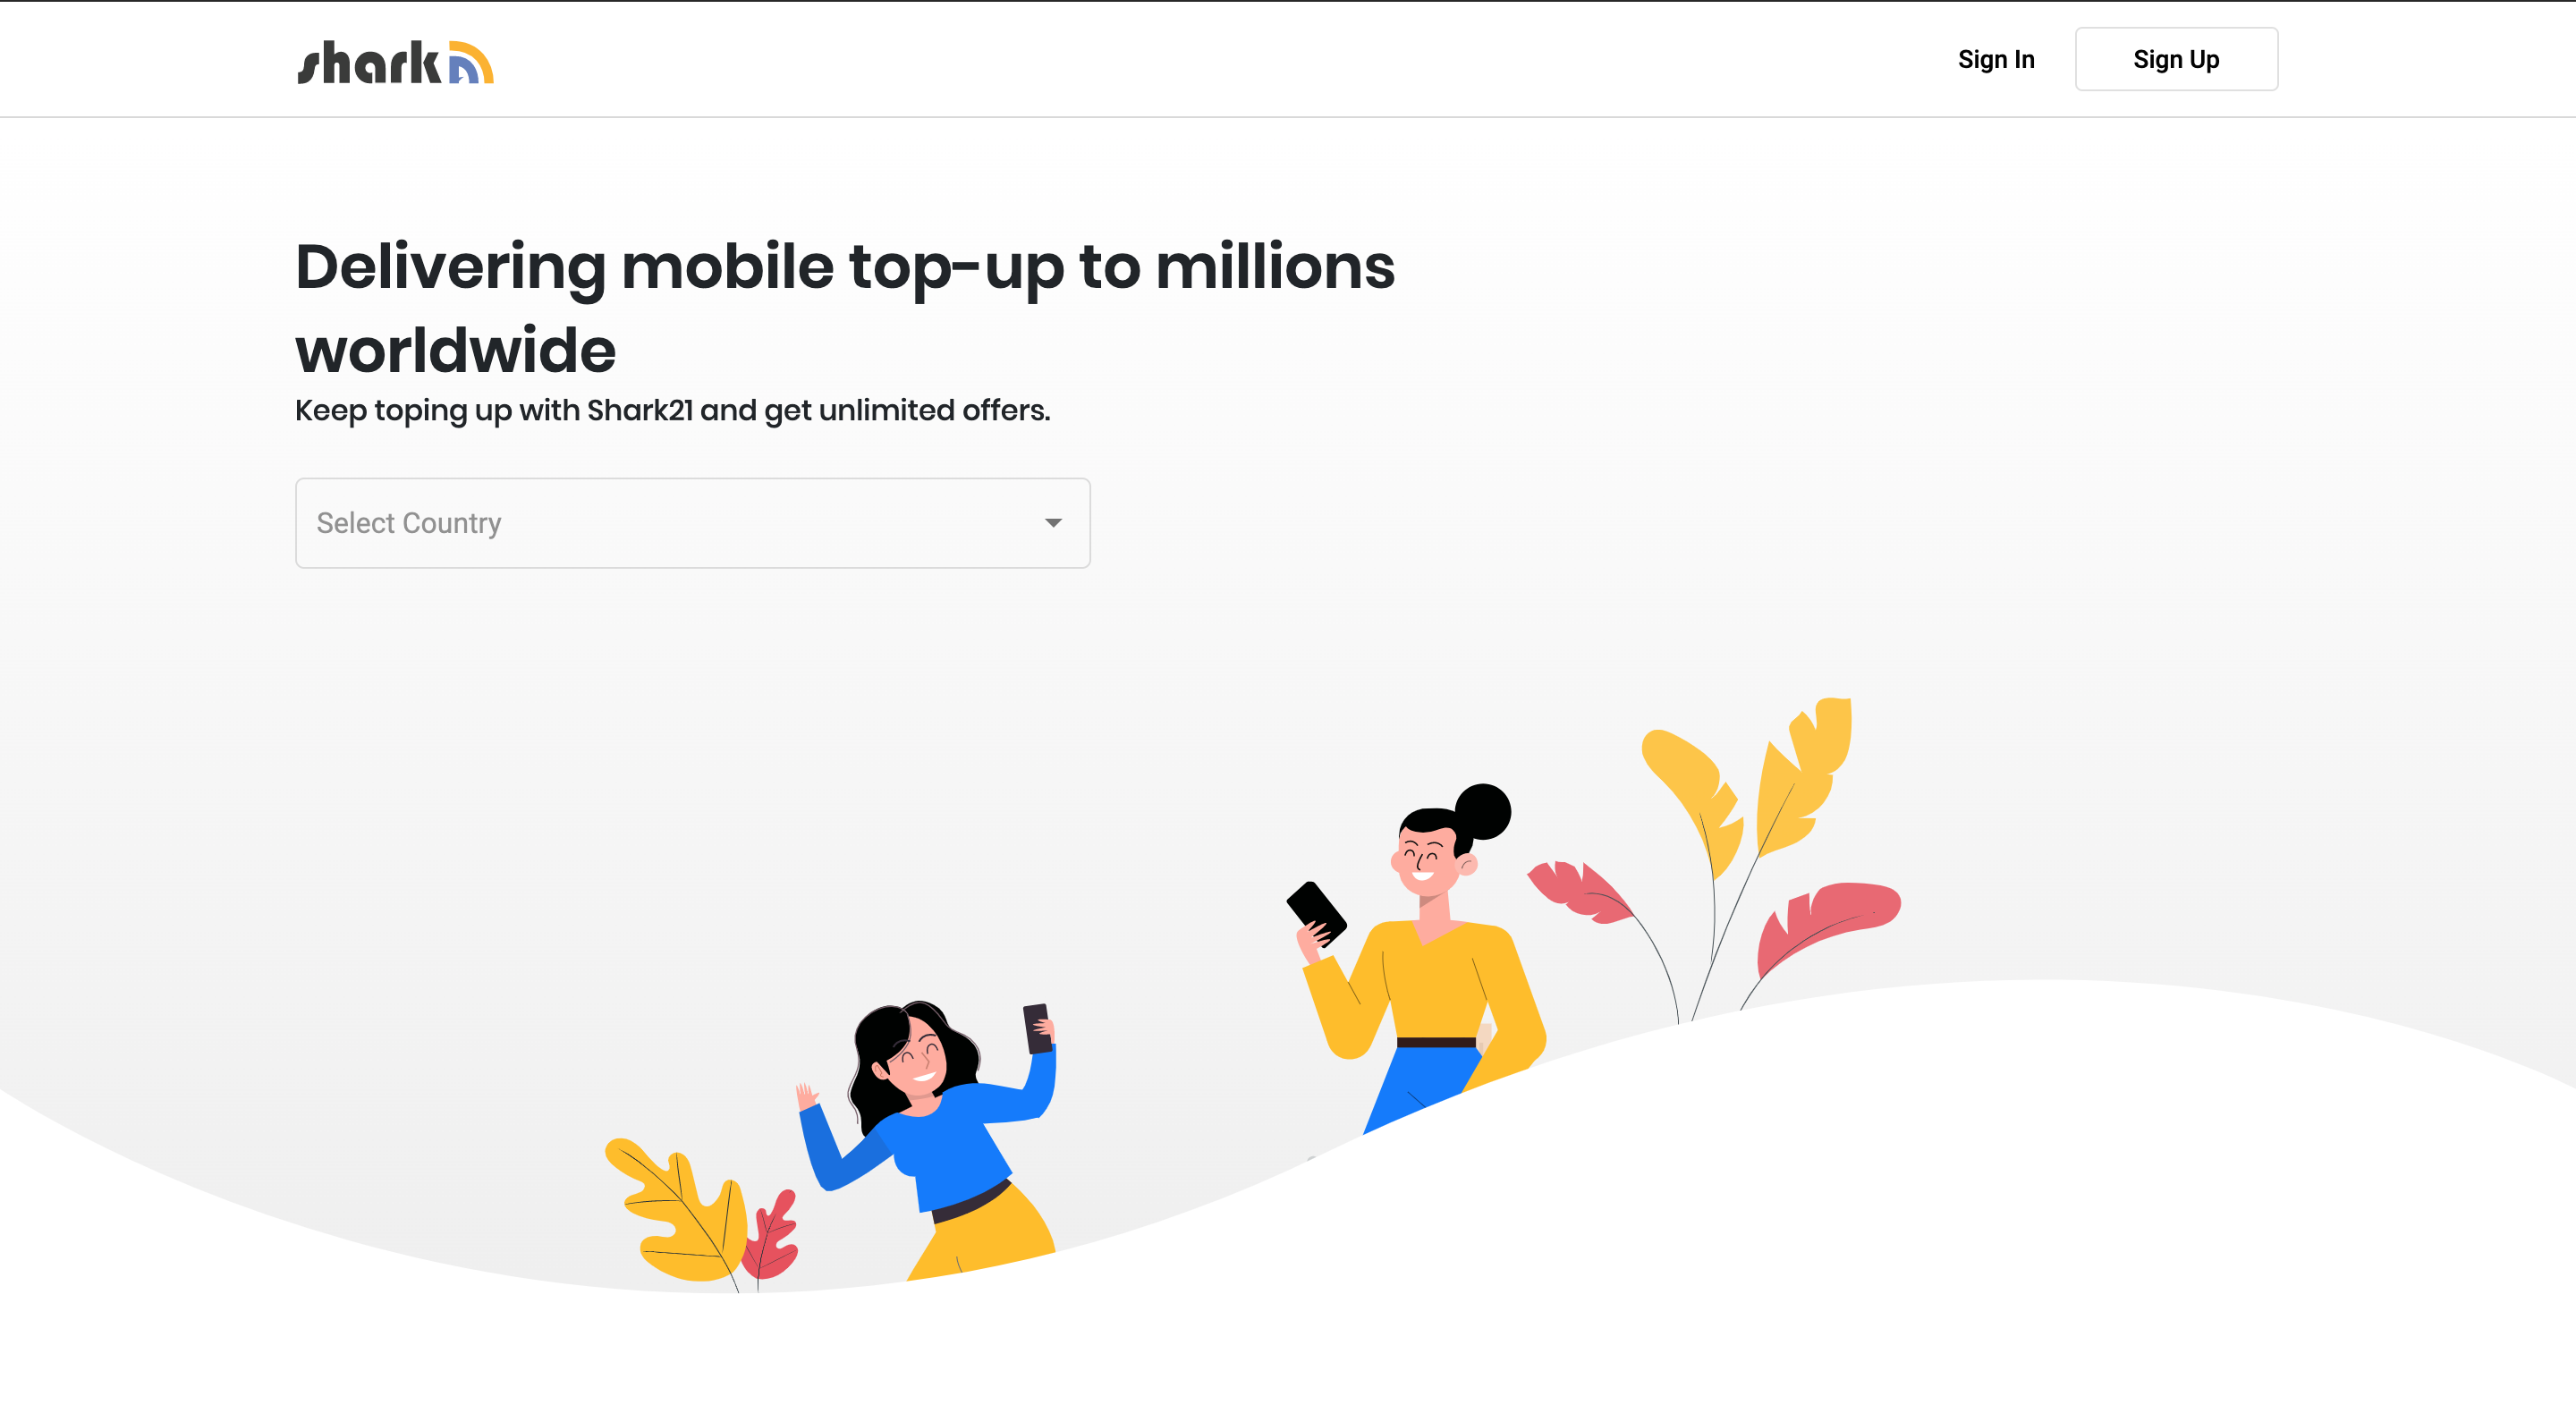 shark
Sign In
Sign Up
Delivering mobile top-up to millions
worldwide
Keep toping up with Shark21 and get unlimited offers.
Select Country